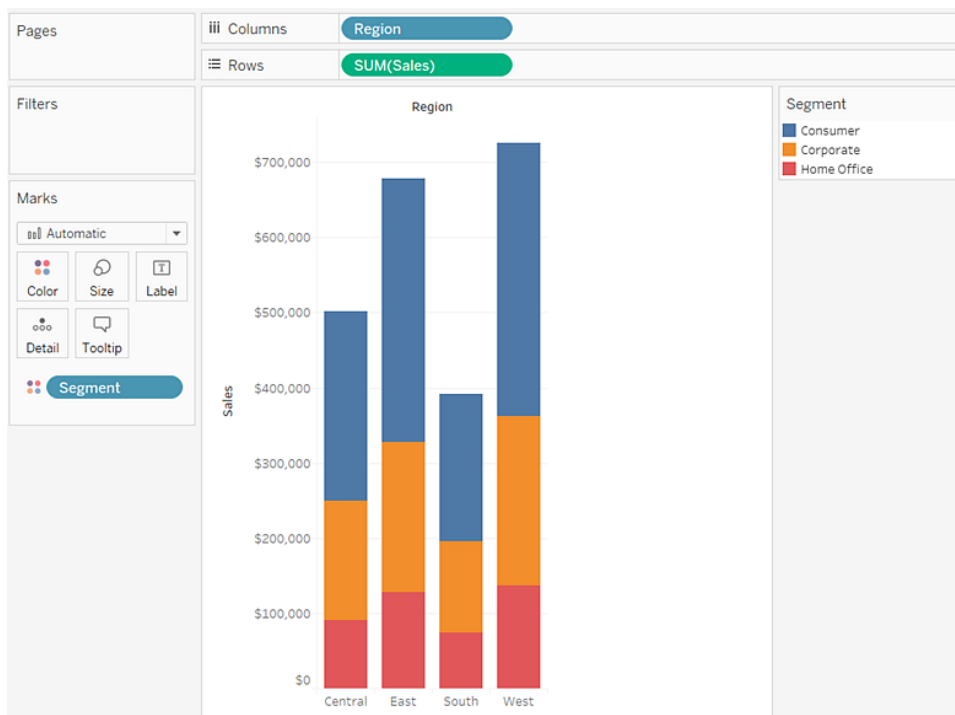 Pages
Columns
Region
Rows
SUM(Sales)
Filters
Marks
Automatic
Color
Size
T
Label
Detail
Tooltip
Segment
Region
Sales
$700,000
$600,000
$500,000
$400,000
$300,000
$200,000
$100,000
$0
Central East South West
Segment
Consumer
Corporate
Home Office